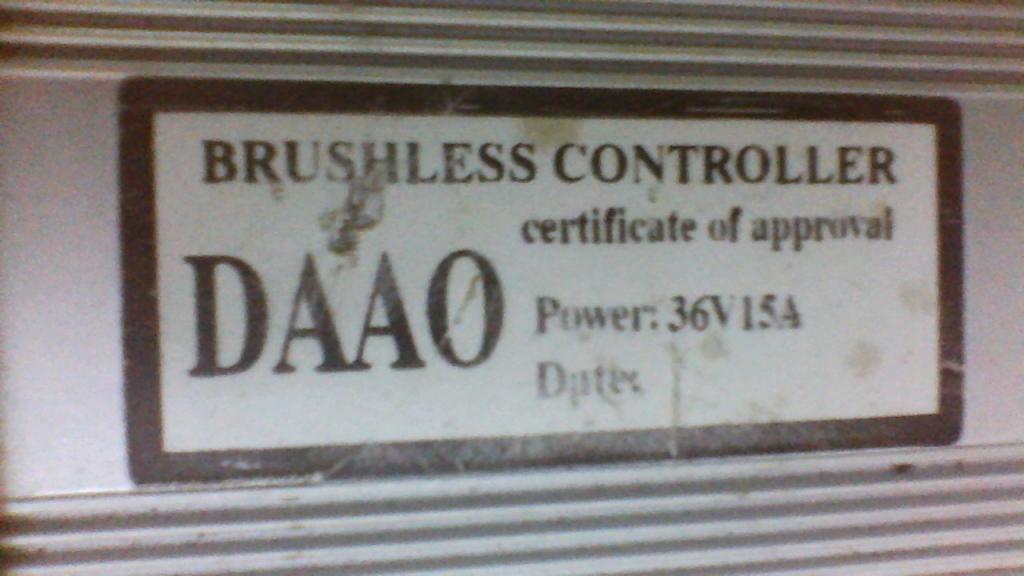 BRUSHLESS CONTROLLER
certificate of approval
DAAO
Power: 36V15A
Date: